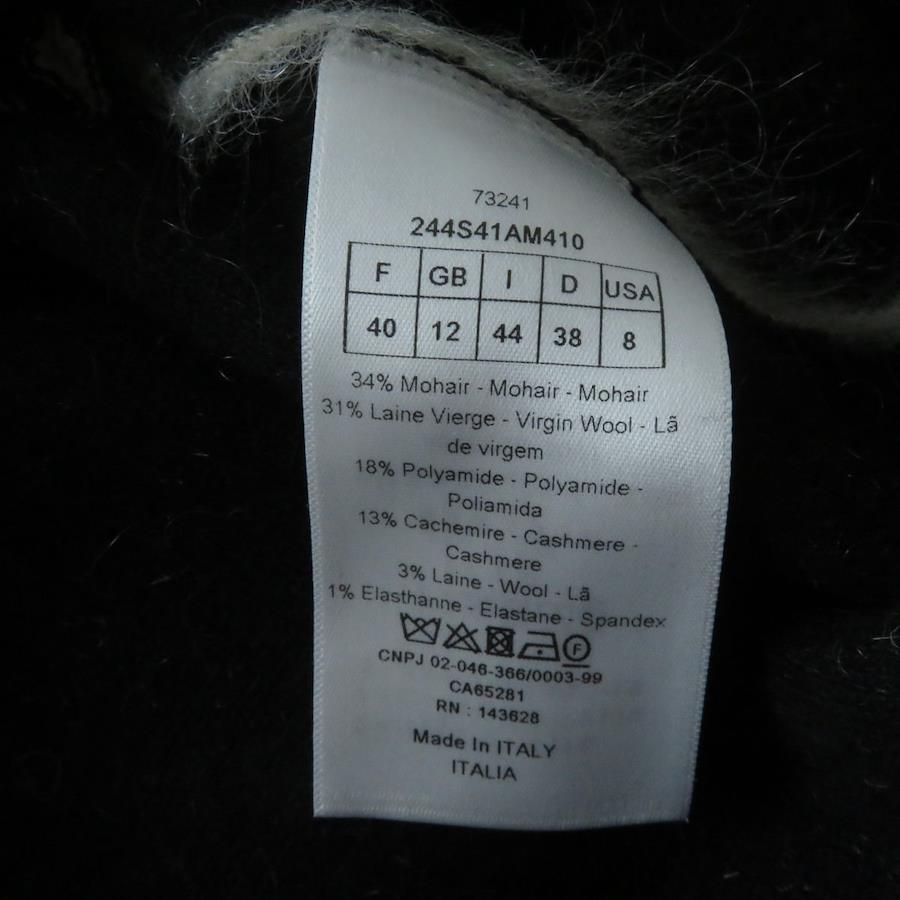 73241
244S41AM410
F GB I D USA
40 12 44 38 8
34% Mohair - Mohair - Mohair
31% Laine Vierge - Virgin Wool - Lã
de virgem
18% Polyamide - Polyamide -
Poliamida
13% Cachemire - Cashmere -
Cashmere
3% Laine - Wool - Lã
1% Elasthanne - Elastane - Spandex
F
CNPJ 02-046-366/0003-99
CA65281
RN : 143628
Made In ITALY
ITALIA